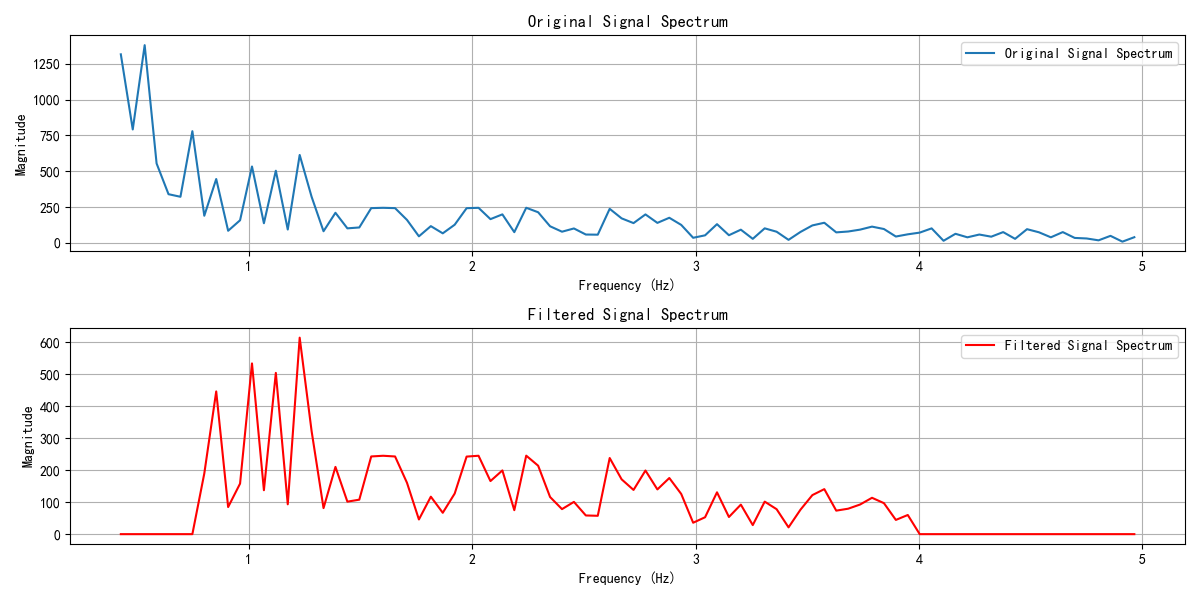 Original Signal Spectrum
Original Signal Spectrum
Magnitude
1250
1000
750
500
250
0
1 2 3 4 5
Frequency (Hz)
Filtered Signal Spectrum
Filtered Signal Spectrum
Magnitude
600
500
400
300
200
100
0
1 2 3 4 5
Frequency (Hz)